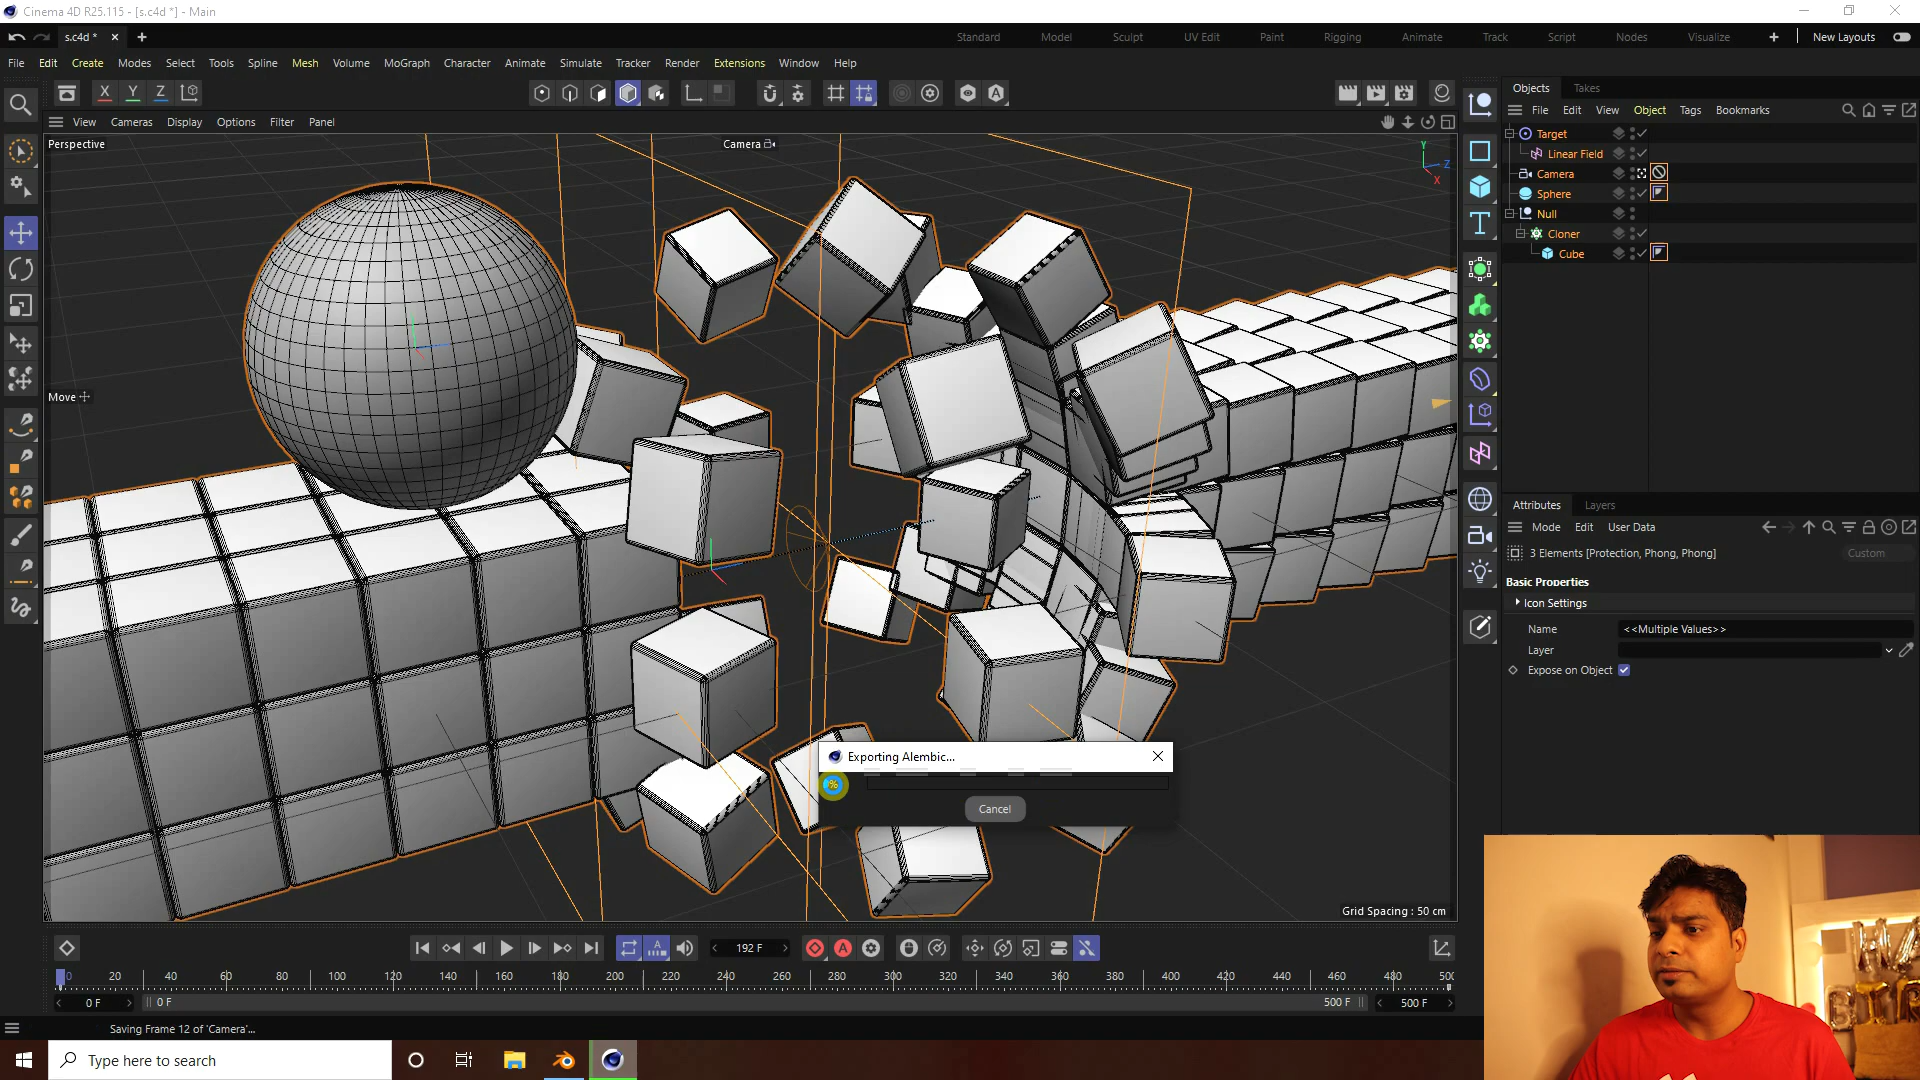 Cinema 4D R25.115 - [s.c4d *] - Main
s.c4d *
Standard
Model
Sculpt
UV Edit
Paint
Rigging
Animate
Track
Script
Nodes
Visualize
New Layouts
File
Edit
Create
Modes
Select
Tools
Spline
Mesh
Volume
MoGraph
Character
Animate
Simulate
Tracker
Render
Extensions
Window
Help
X
Y
Z
Objects
Takes
File
Edit
View
Object
Tags
Bookmarks
View
Cameras
Display
Options
Filter
Panel
Perspective
Camera
Y
Z
X
Target
Linear Field
Camera
Sphere
Null
Cloner
Cube
Move
Attributes
Layers
Mode
Edit
User Data
3 Elements [Protection, Phong, Phong]
Custom
Basic Properties
Icon Settings
Name
<<Multiple Values>>
Layer
Expose on Object
Exporting Alembic...
Cancel
Grid Spacing : 50 cm
192 F
0
20
40
60
80
100
120
140
160
180
200
220
240
260
280
300
320
340
360
380
400
420
440
460
480
500
0 F
0 F
500 F
500 F
Saving Frame 12 of 'Camera'...
Type here to search